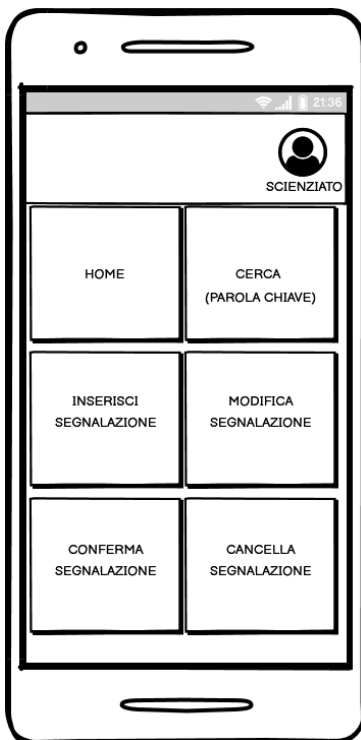 21:36
SCIENZIATO
HOME
CERCA
(PAROLA CHIAVE)
INSERISCI
SEGNALAZIONE
MODIFICA
SEGNALAZIONE
CONFERMA
SEGNALAZIONE
CANCELLA
SEGNALAZIONE